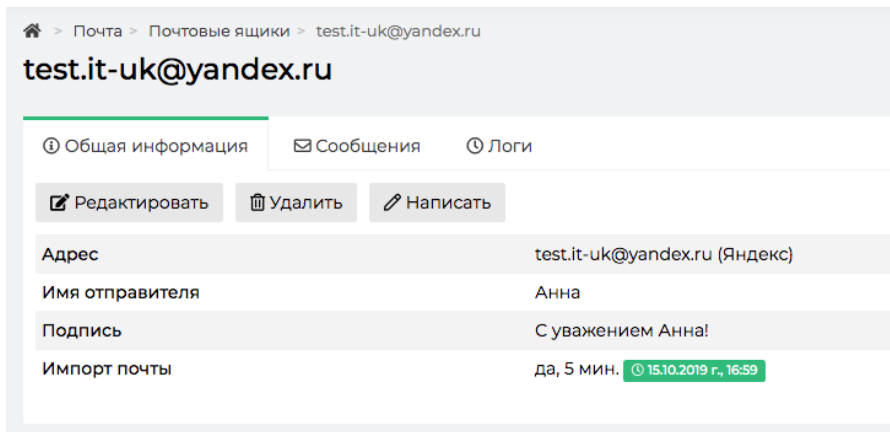 > Почта > Почтовые ящики > test.it-uk@yandex.ru
test.it-uk@yandex.ru
Общая информация Сообщения Логи
Редактировать Удалить Написать
Адрес test.it-uk@yandex.ru (Яндекс)
Имя отправителя Анна
Подпись С уважением Анна!
Импорт почты да, 5 мин. 15.10.2019 г., 16:59